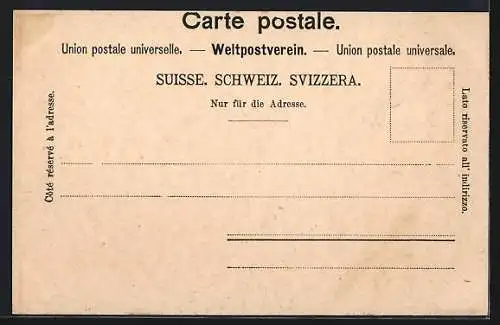 Carte postale.
Union postale universelle. — Weltpostverein. — Union postale universale.
SUISSE. SCHWEIZ. SVIZZERA.
Nur für die Adresse.
Côté réservé à l'adresse.
Lato riservato all' indirizzo.